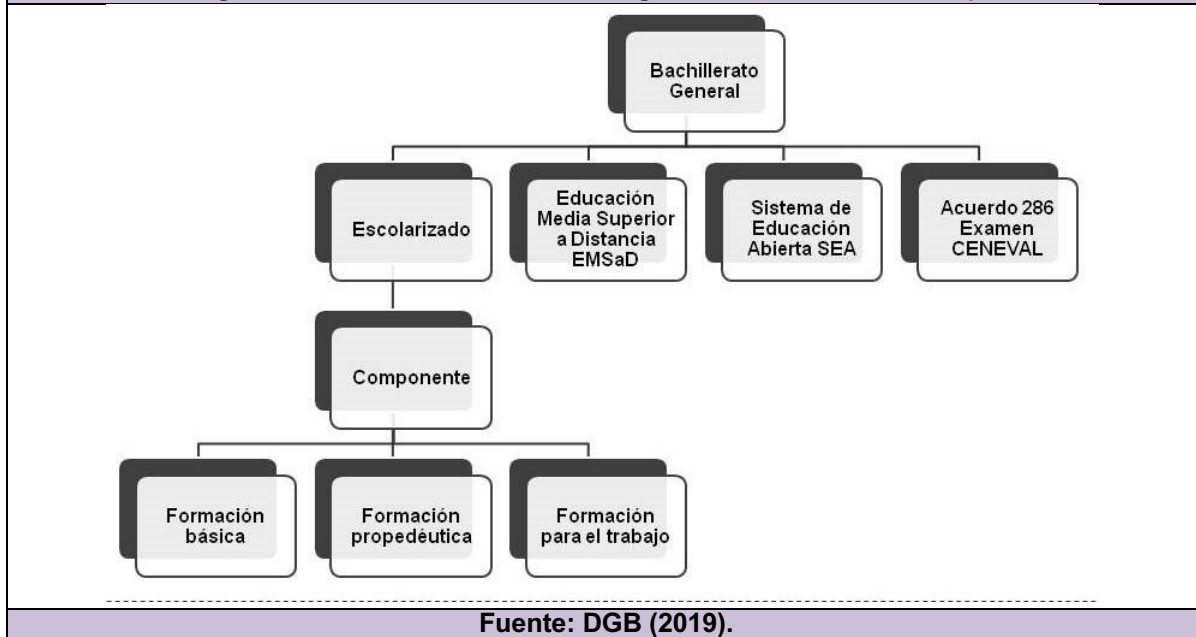 Bachillerato
General
Escolarizado
Educación
Media Superior
a Distancia
EMSaD
Sistema de
Educación
Abierta SEA
Acuerdo 286
Examen
CENEVAL
Componente
Formación
básica
Formación
propedéutica
Formación
para el trabajo
Fuente: DGB (2019).